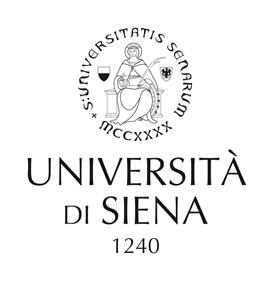 S·UNIVERSITATIS SENARUM
+ MCCXXXX +
UNIVERSITÀ
DI SIENA
1240